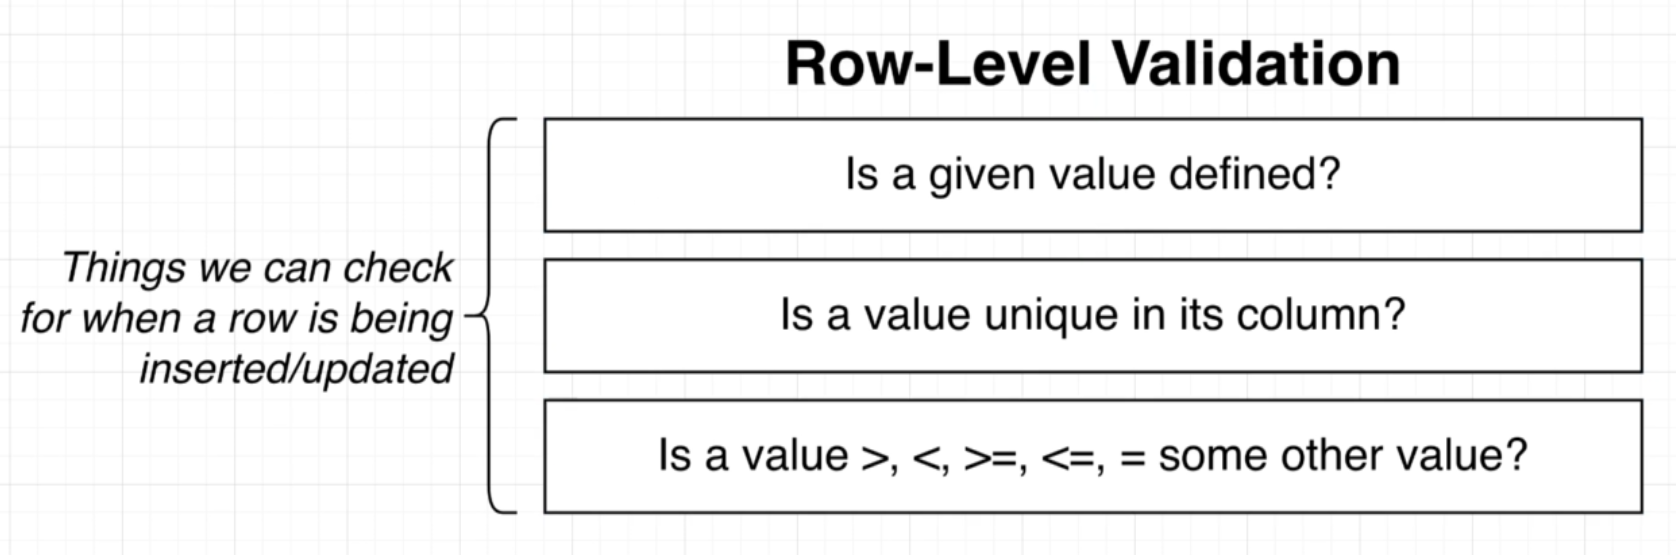 Row-Level Validation
Is a given value defined?
Things we can check
for when a row is being
inserted/updated
Is a value unique in its column?
Is a value >, <, >=, <=, = some other value?